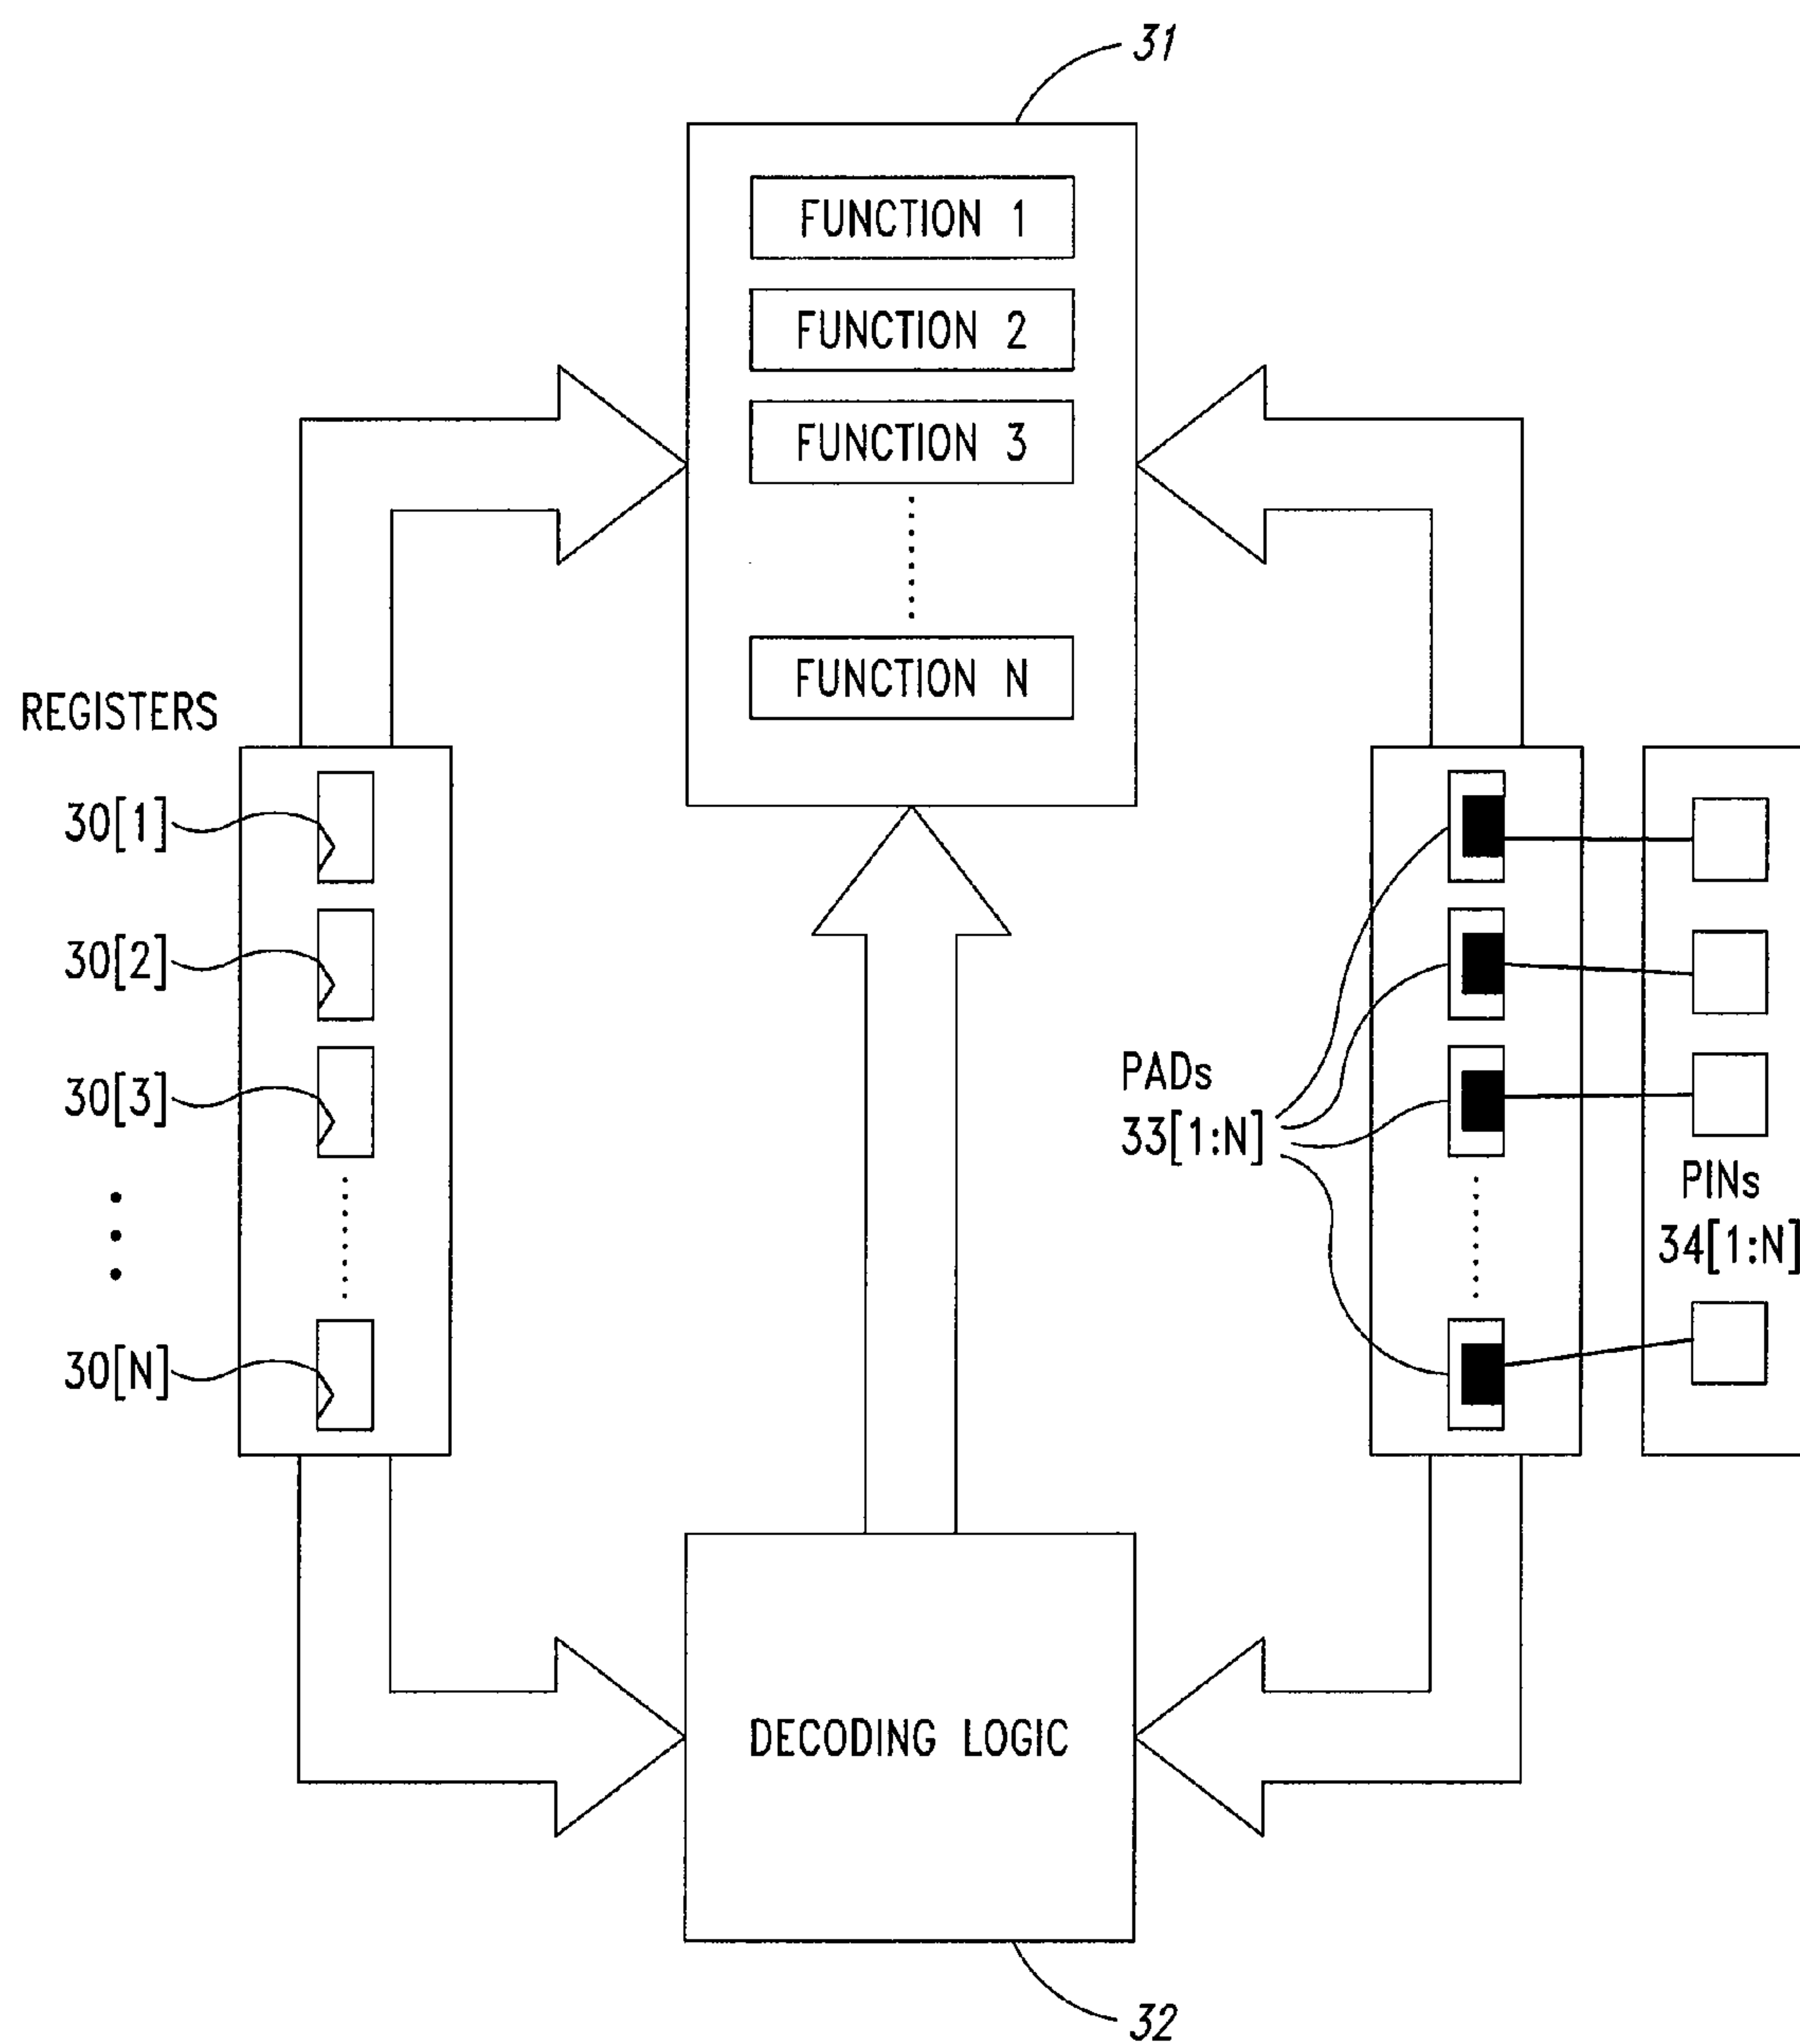 31
FUNCTION 1
FUNCTION 2
FUNCTION 3
FUNCTION N
REGISTERS
30[1]
30[2]
30[3]
30[N]
PADs
33[1:N]
PINs
34[1:N]
DECODING LOGIC
32